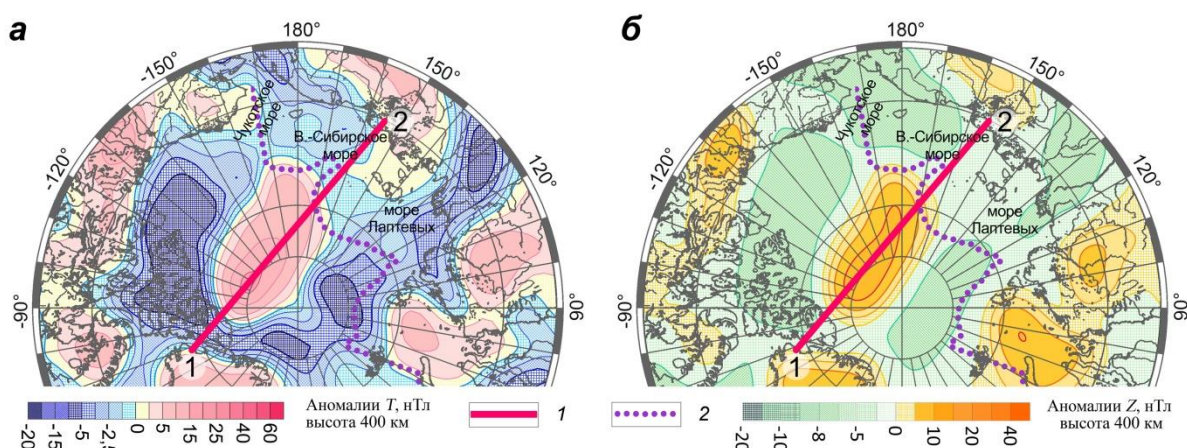 а
180°
-150°
150°
-120°
120°
-90°
90°
Чукотское
море
В.-Сибирское
море
море
Лаптевых
2
1
б
180°
-150°
150°
-120°
120°
-90°
90°
Чукотское
море
В.-Сибирское
море
море
Лаптевых
2
1
-20
-15
-5
-2,5
0
5
15
30
40
60
Аномалии T, нТл
высота 400 км
1
2
-20
-10
-8
-5
0
10
20
40
Аномалии Z, нТл
высота 400 км